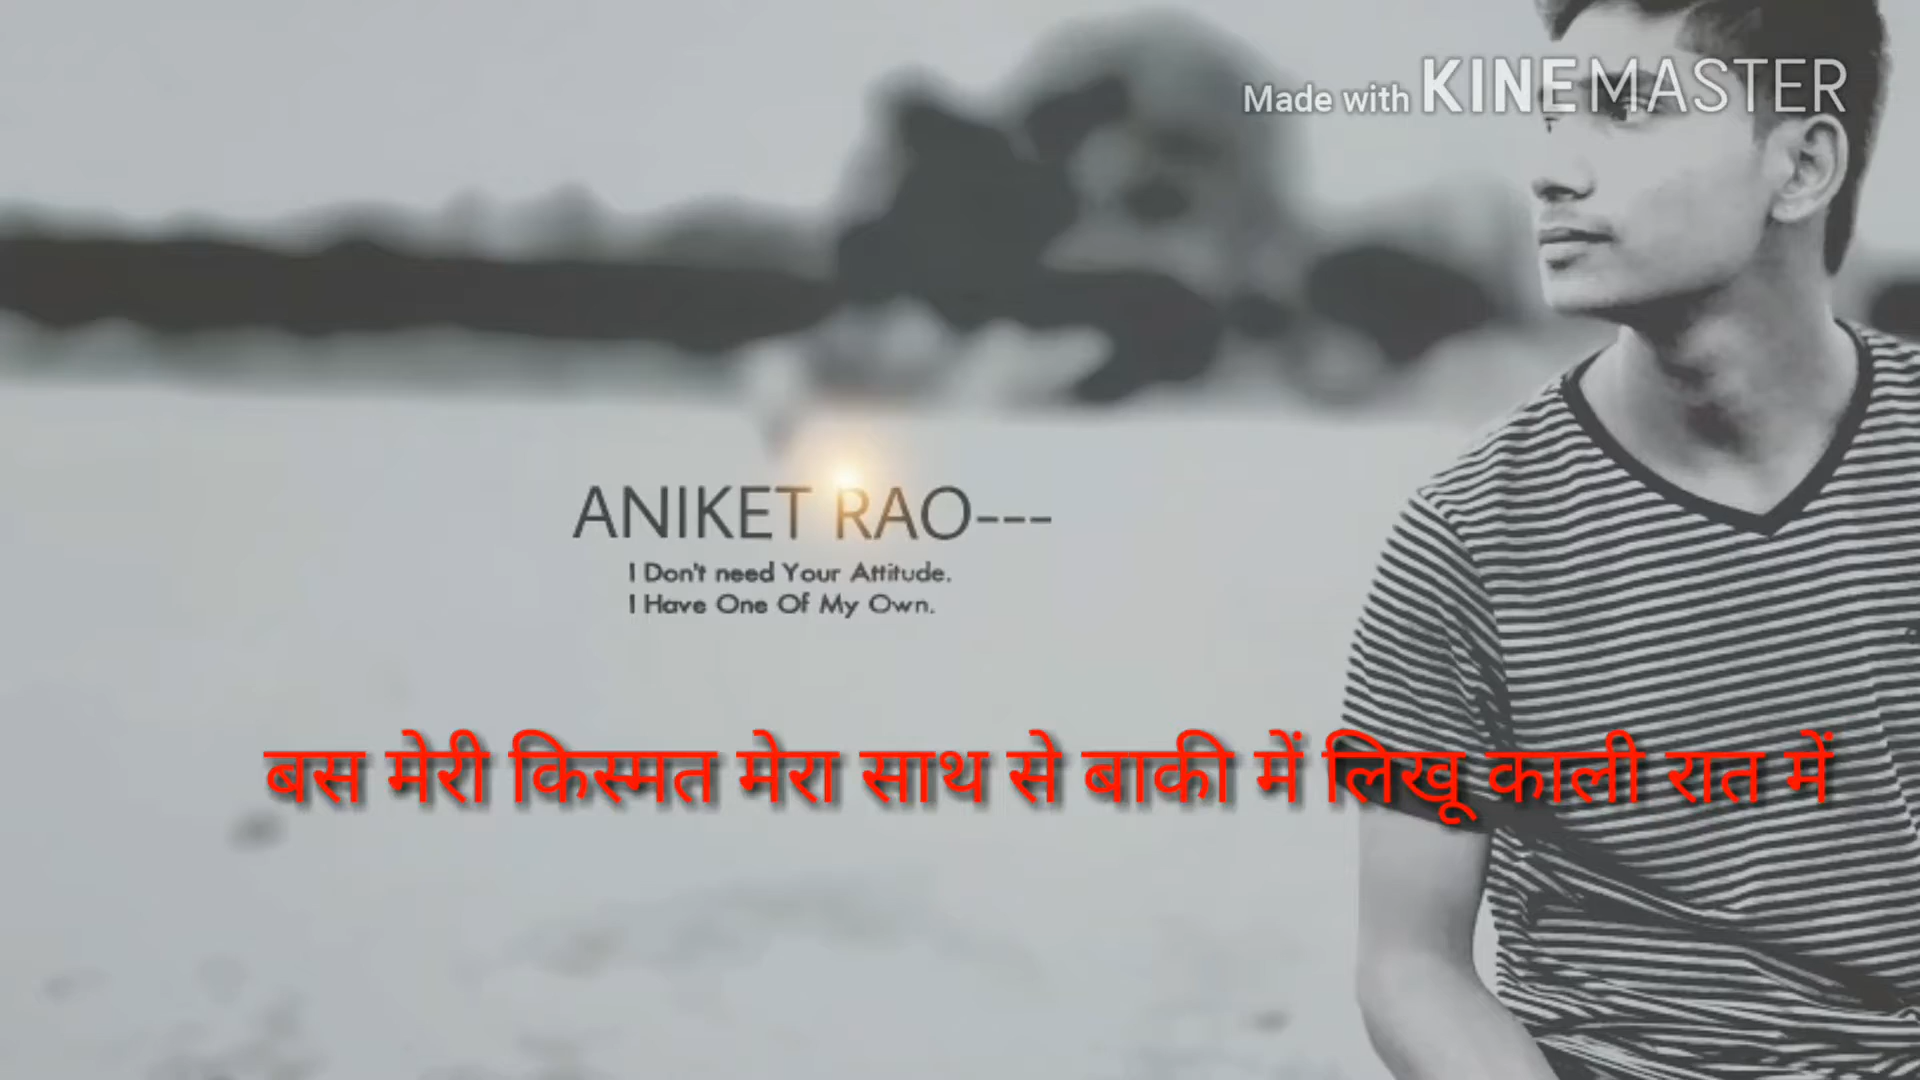 Made with KINEMASTER
ANIKET RAO---
I Don't need Your Attitude.
I Have One Of My Own.
बस मेरी किस्मत मेरा साथ से बाकी में लिखू काली रात में